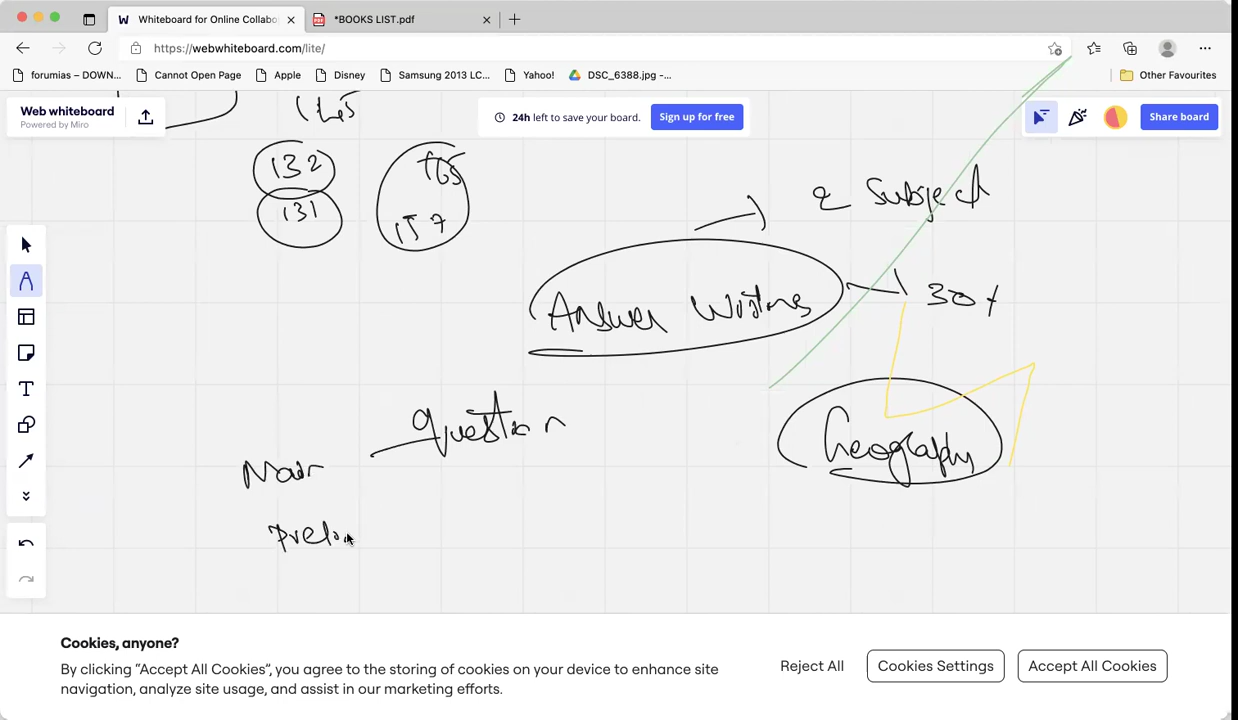 Whiteboard for Online Collabo
*BOOKS LIST.pdf
https://webwhiteboard.com/lite/
forumias – DOWN...
Cannot Open Page
Apple
Disney
Samsung 2013 LC...
Yahoo!
DSC_6388.jpg -...
Other Favourites
Web whiteboard
Powered by Miro
24h left to save your board.
Sign up for free
Share board
132
131
165
157
2 Subject
Answer Writing
30+
Question
Geography
Main
Prelim
Cookies, anyone?
By clicking “Accept All Cookies”, you agree to the storing of cookies on your device to enhance site
navigation, analyze site usage, and assist in our marketing efforts.
Reject All
Cookies Settings
Accept All Cookies